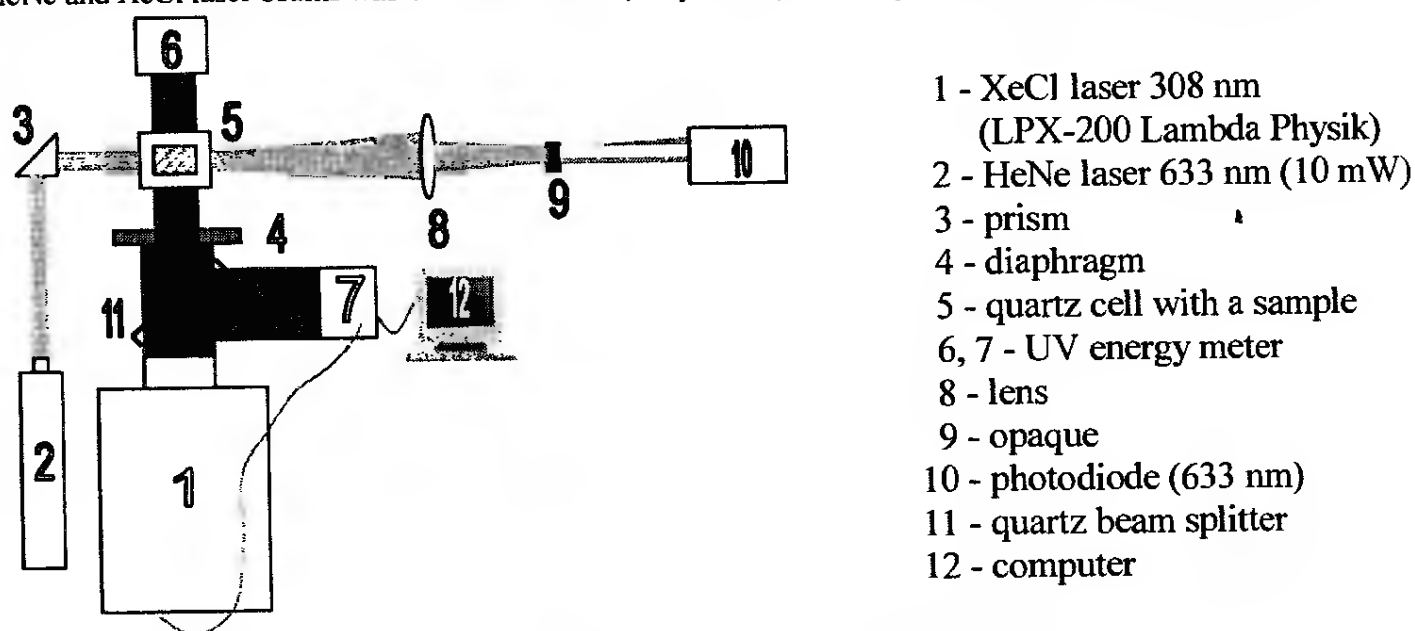 6
3
5
10
9
8
4
7
12
11
2
1
1 - XeCl laser 308 nm
(LPX-200 Lambda Physik)
2 - HeNe laser 633 nm (10 mW)
3 - prism
4 - diaphragm
5 - quartz cell with a sample
6, 7 - UV energy meter
8 - lens
9 - opaque
10 - photodiode (633 nm)
11 - quartz beam splitter
12 - computer